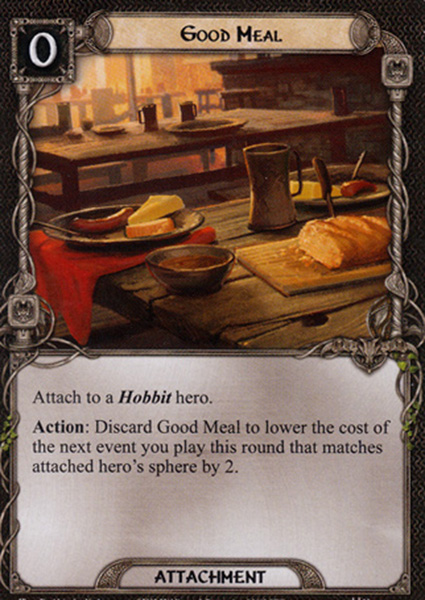 0
GOOD MEAL
Attach to a Hobbit hero.
Action: Discard Good Meal to lower the cost of
the next event you play this round that matches
attached hero's sphere by 2.
ATTACHMENT